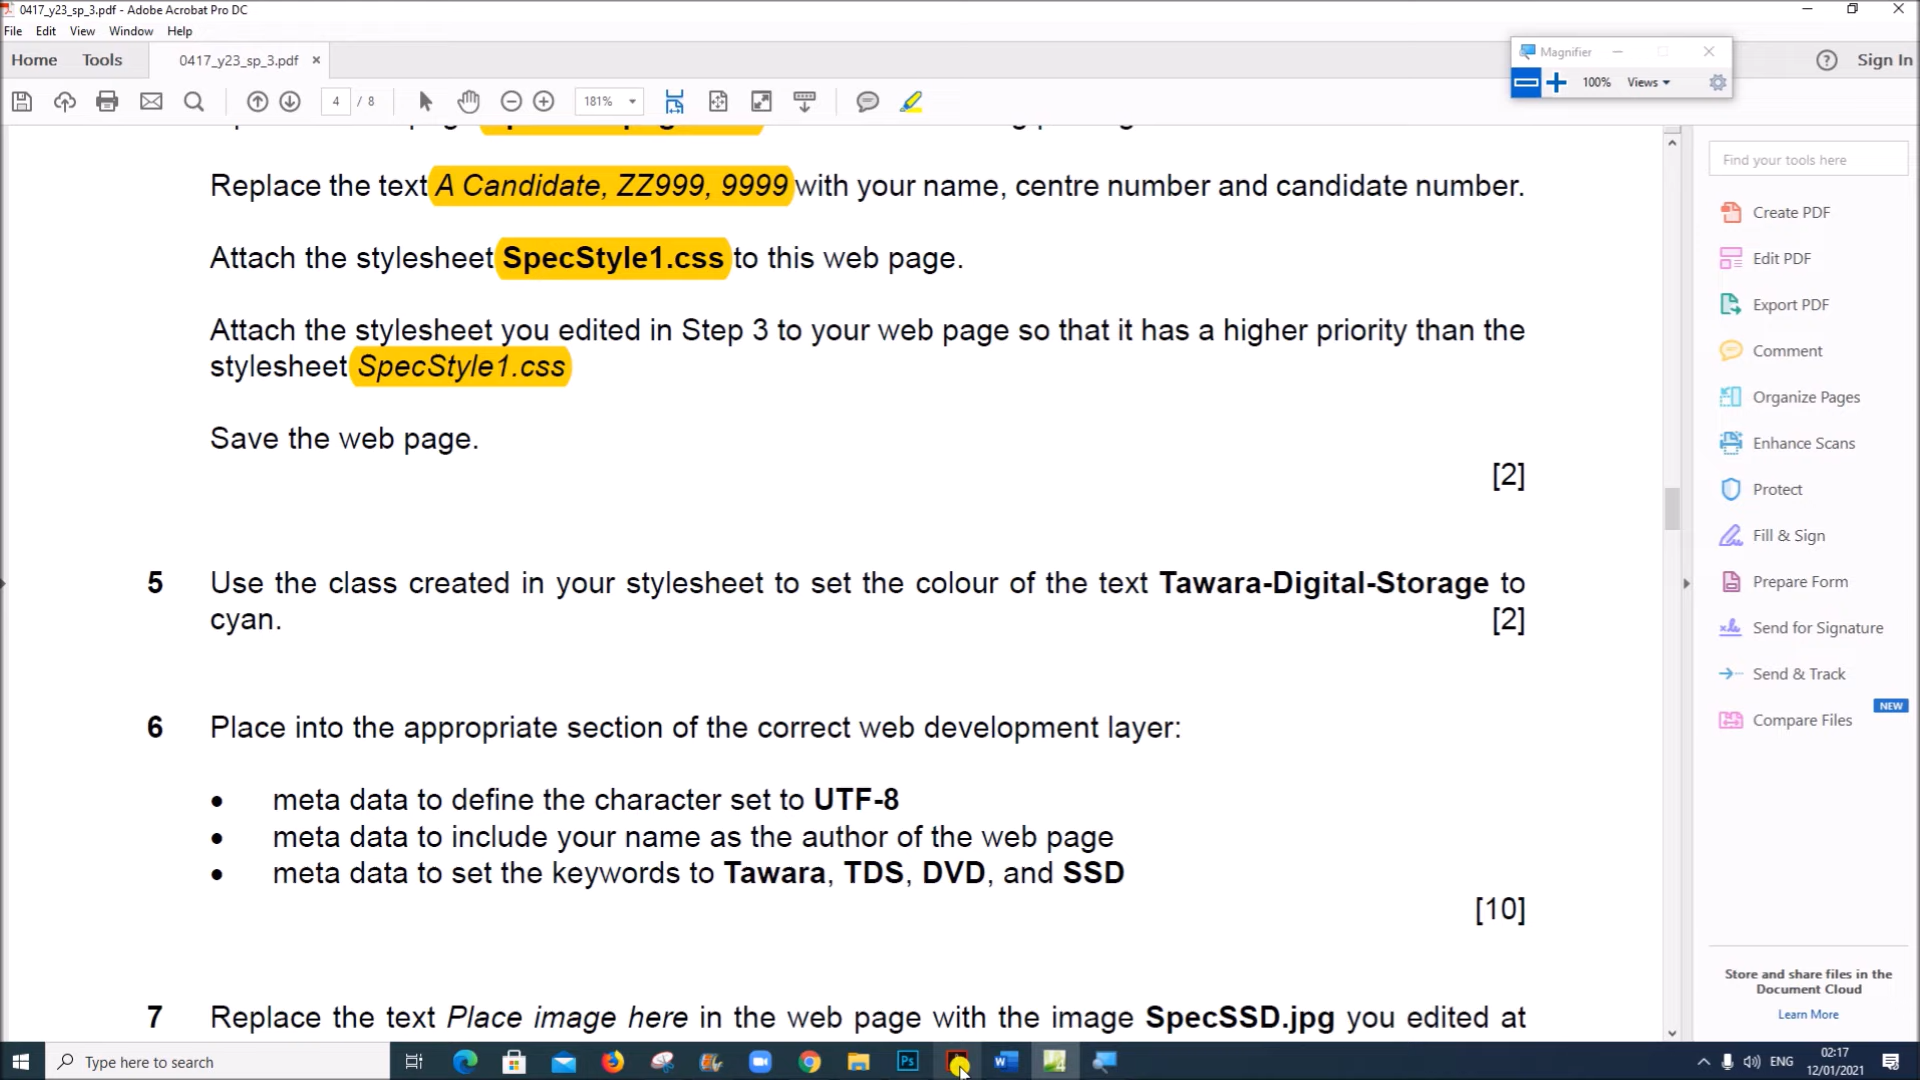 0417_y23_sp_3.pdf - Adobe Acrobat Pro DC
File Edit View Window Help
Home Tools 0417_y23_sp_3.pdf ×
Magnifier
100% Views
Sign In
4 / 8
181%
Replace the text A Candidate, ZZ999, 9999 with your name, centre number and candidate number.
Attach the stylesheet SpecStyle1.css to this web page.
Attach the stylesheet you edited in Step 3 to your web page so that it has a higher priority than the
stylesheet SpecStyle1.css
Save the web page.
[2]
5 Use the class created in your stylesheet to set the colour of the text Tawara-Digital-Storage to
cyan. [2]
6 Place into the appropriate section of the correct web development layer:
• meta data to define the character set to UTF-8
• meta data to include your name as the author of the web page
• meta data to set the keywords to Tawara, TDS, DVD, and SSD
[10]
7 Replace the text Place image here in the web page with the image SpecSSD.jpg you edited at
Find your tools here
Create PDF
Edit PDF
Export PDF
Comment
Organize Pages
Enhance Scans
Protect
Fill & Sign
Prepare Form
Send for Signature
Send & Track
NEW
Compare Files
Store and share files in the
Document Cloud
Learn More
Type here to search
Ps
ENG
02:17
12/01/2021